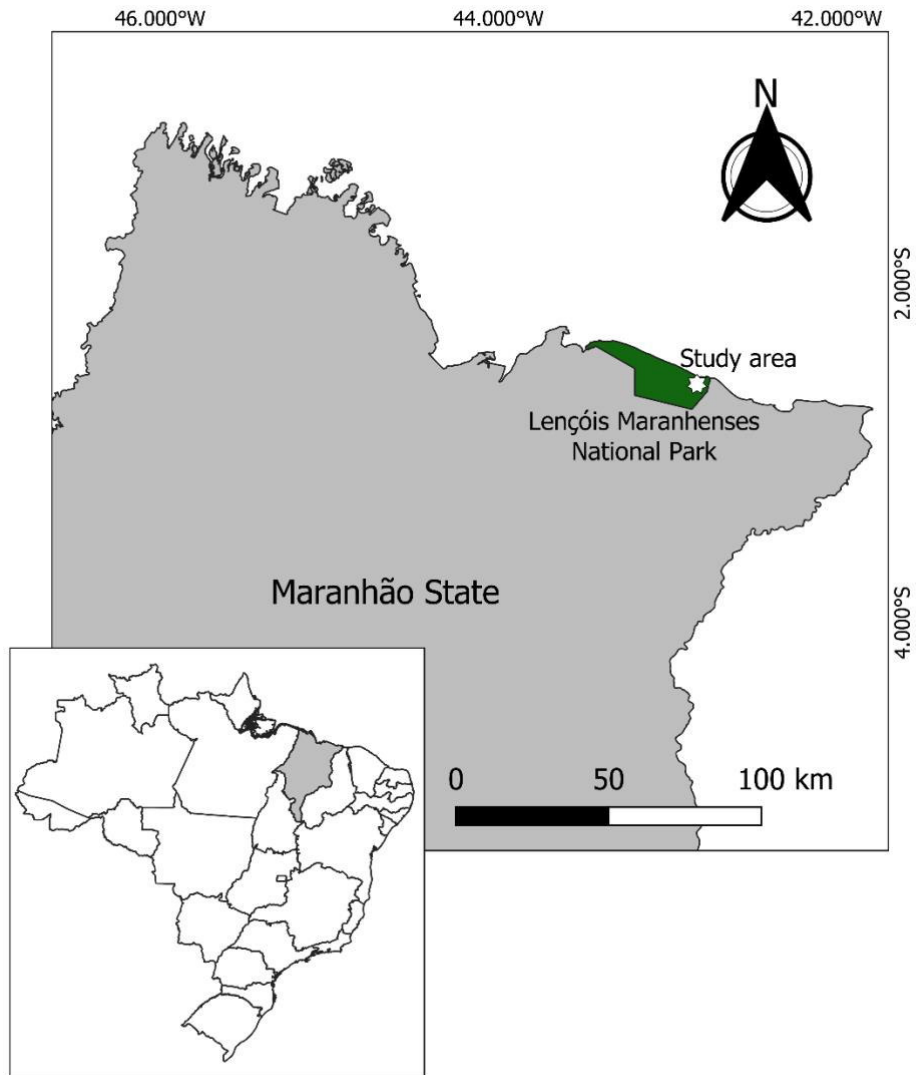 46.000°W 44.000°W 42.000°W
N
2.000°S
Study area
Lençóis Maranhenses
National Park
Maranhão State
4.000°S
0 50 100 km